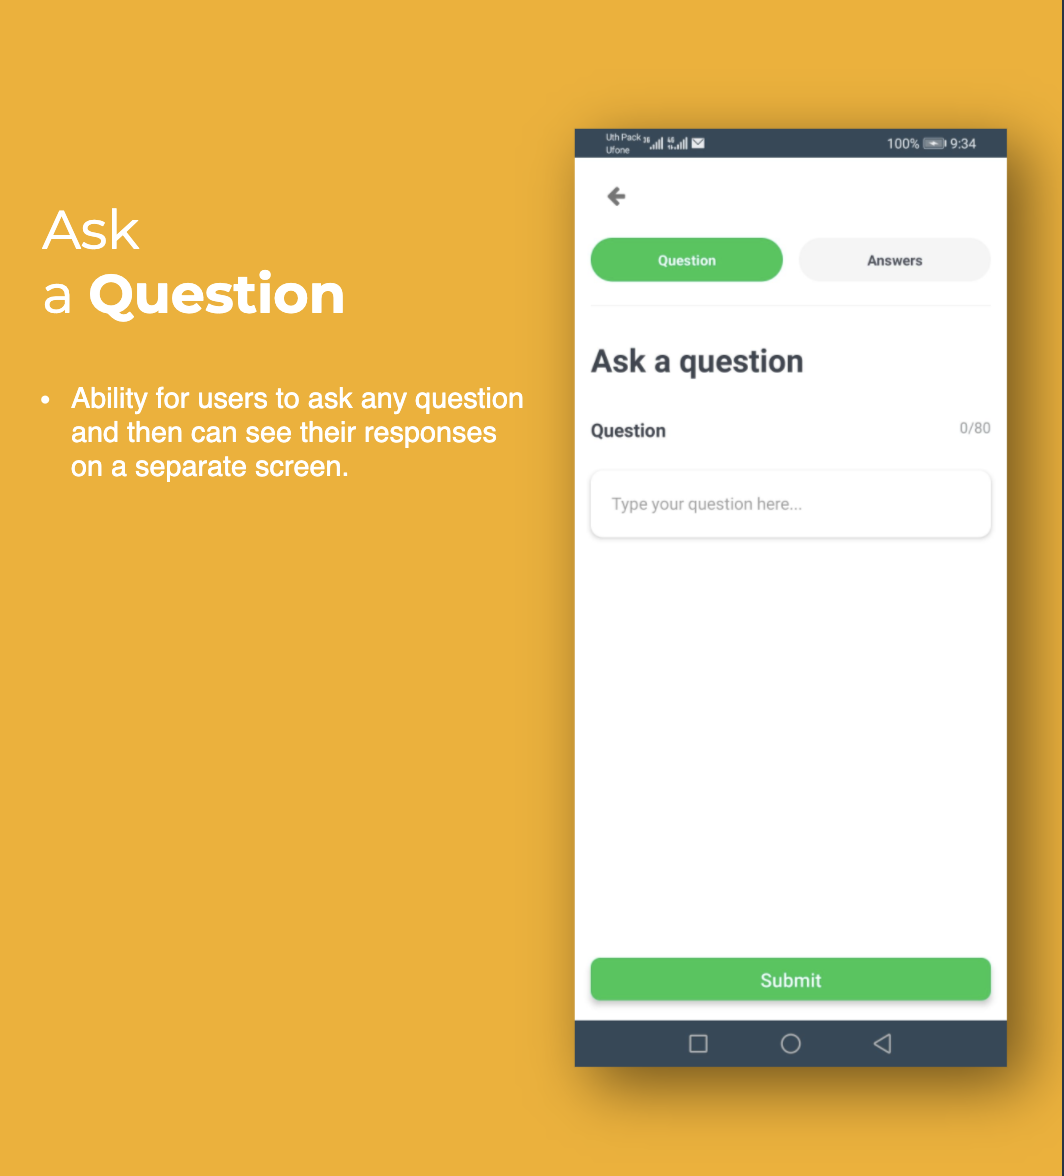 Ask
a Question
• Ability for users to ask any question
and then can see their responses
on a separate screen.
Uth Pack
Ufone
100% 9:34
Question Answers
Ask a question
Question 0/80
Type your question here...
Submit